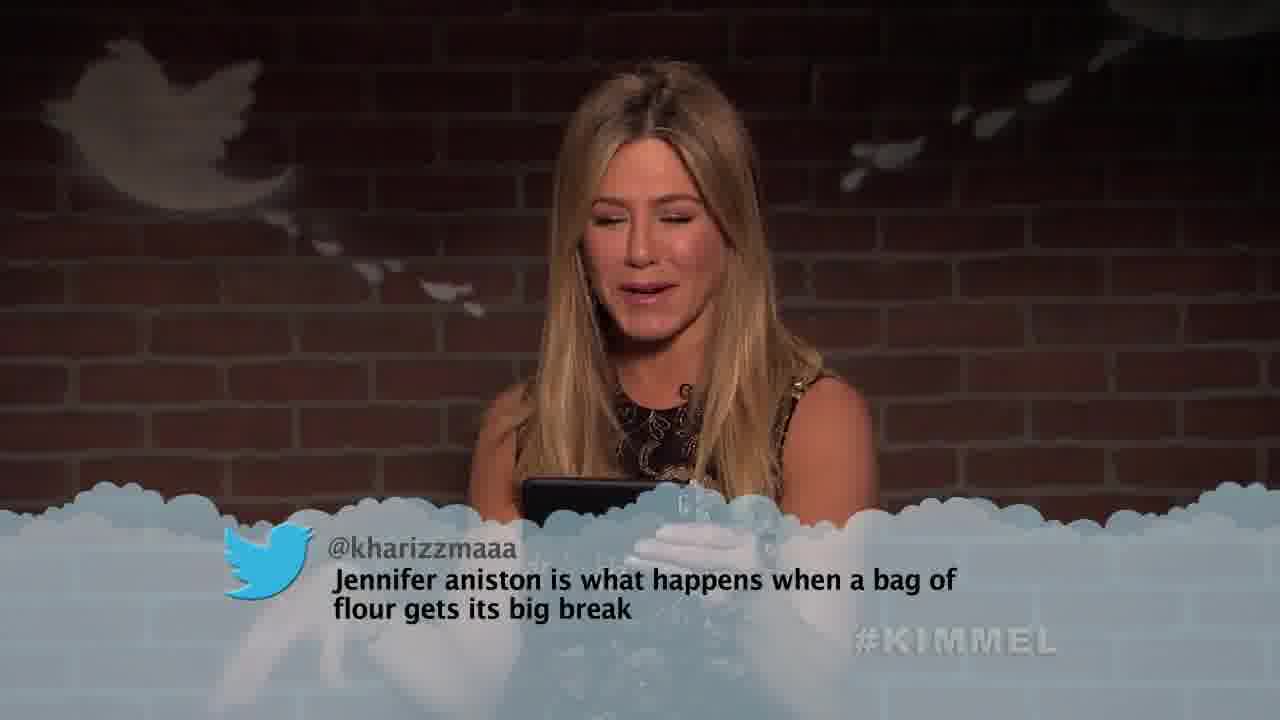 @kharizzmaaa
Jennifer aniston is what happens when a bag of
flour gets its big break
#KIMMEL